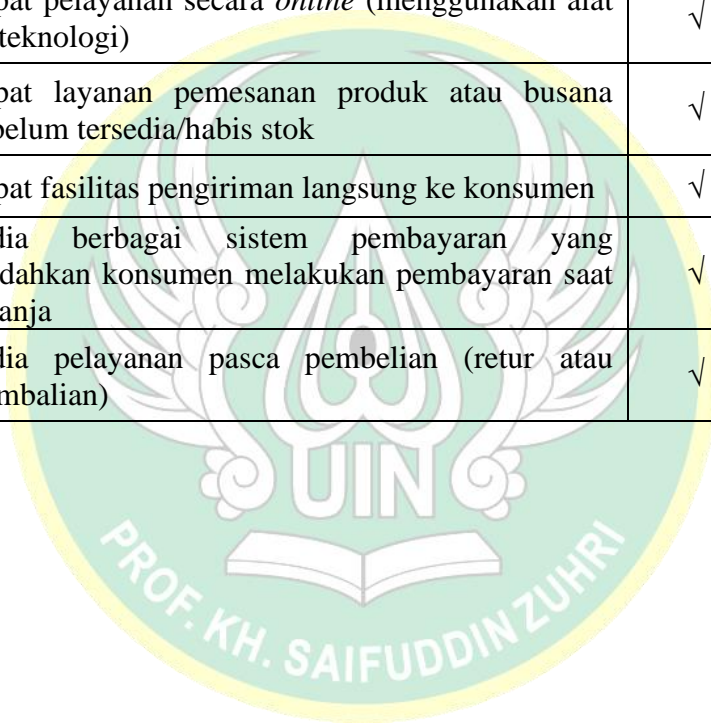 pat pelayanan secara online (menggunakan alat
teknologi)
√
pat layanan pemesanan produk atau busana
belum tersedia/habis stok
√
pat fasilitas pengiriman langsung ke konsumen
√
dia berbagai sistem pembayaran yang
dahkan konsumen melakukan pembayaran saat
anja
√
dia pelayanan pasca pembelian (retur atau
mbalian)
√
UIN
PROF. KH. SAIFUDDIN ZUHRI